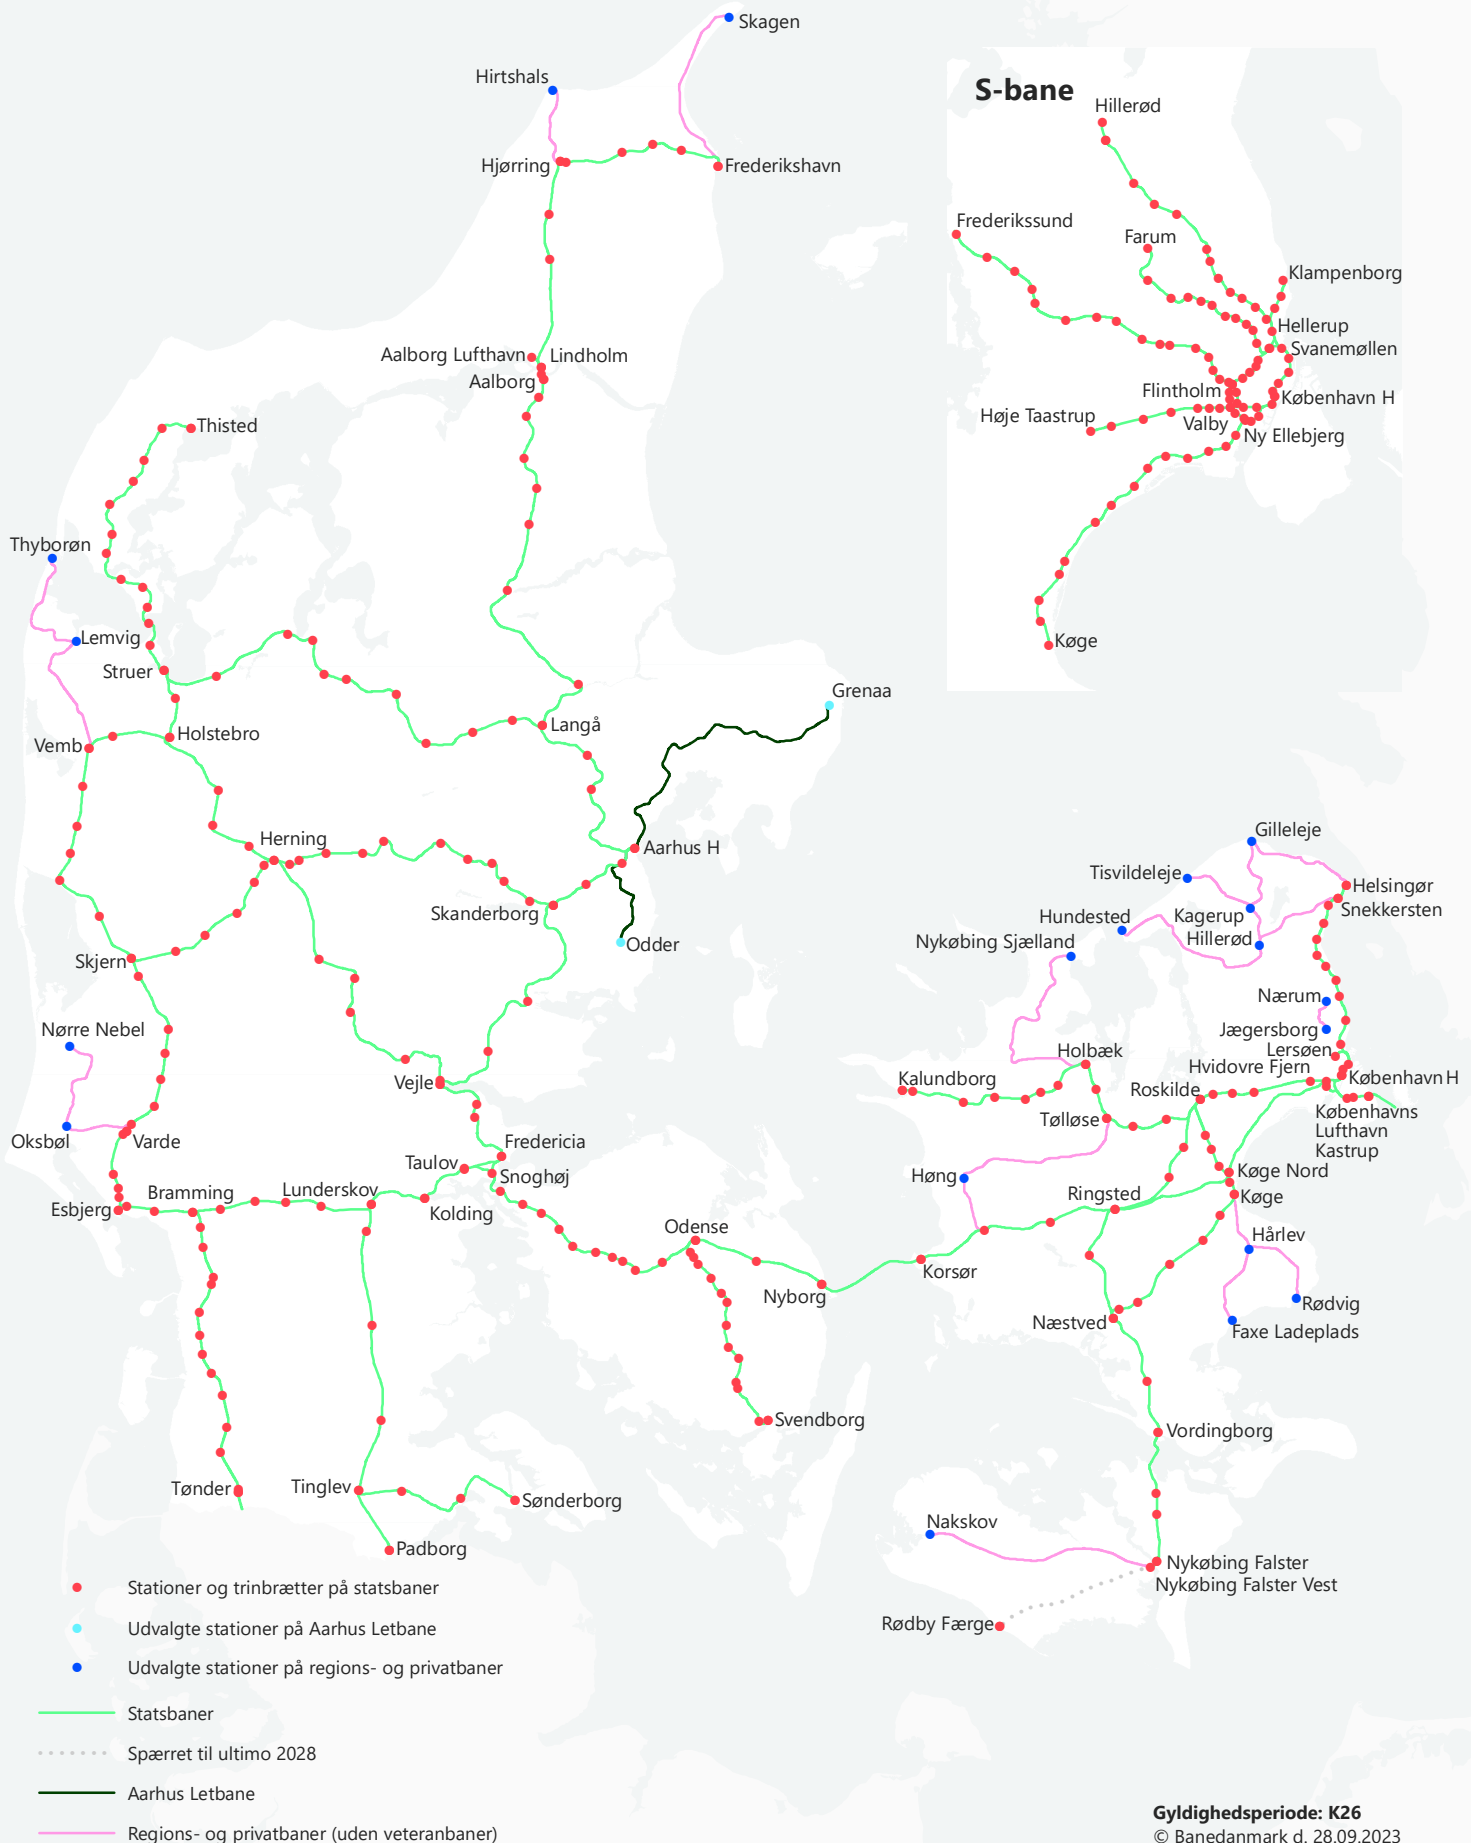 Skagen
Hirtshals
Hjørring
Frederikshavn
Aalborg Lufthavn
Lindholm
Aalborg
Thisted
Thyborøn
Lemvig
Struer
Vemb
Holstebro
Langå
Grenaa
Herning
Aarhus H
Skanderborg
Odder
Skjern
Nørre Nebel
Vejle
Oksbøl
Varde
Fredericia
Taulov
Snoghøj
Esbjerg
Bramming
Lunderskov
Kolding
Odense
Nyborg
Svendborg
Tønder
Tinglev
Sønderborg
Padborg
S-bane
Hillerød
Frederikssund
Farum
Klampenborg
Hellerup
Svanemøllen
Flintholm
København H
Høje Taastrup
Valby
Ny Ellebjerg
Køge
Gilleleje
Tisvildeleje
Helsingør
Snekkersten
Hundested
Kagerup
Hillerød
Nykøbing Sjælland
Nærum
Jægersborg
Lersøen
Holbæk
Hvidovre Fjern
København H
Kalundborg
Roskilde
Københavns
Lufthavn
Kastrup
Tølløse
Høng
Køge Nord
Ringsted
Køge
Hårlev
Korsør
Rødvig
Næstved
Faxe Ladeplads
Vordingborg
Nakskov
Nykøbing Falster
Nykøbing Falster Vest
Rødby Færge
Stationer og trinbrætter på statsbaner
Udvalgte stationer på Aarhus Letbane
Udvalgte stationer på regions- og privatbaner
Statsbaner
Spærret til ultimo 2028
Aarhus Letbane
Regions- og privatbaner (uden veteranbaner)
Gyldighedsperiode: K26
© Banedanmark d. 28.09.2023